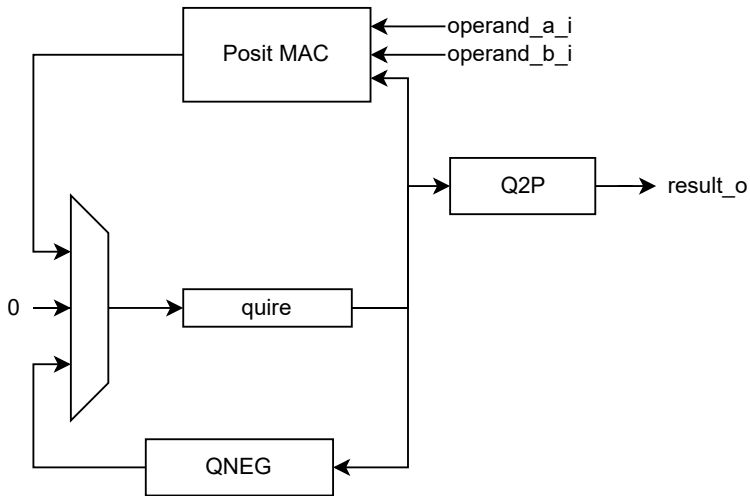 Posit MAC
operand_a_i
operand_b_i
Q2P
result_o
0
quire
QNEG